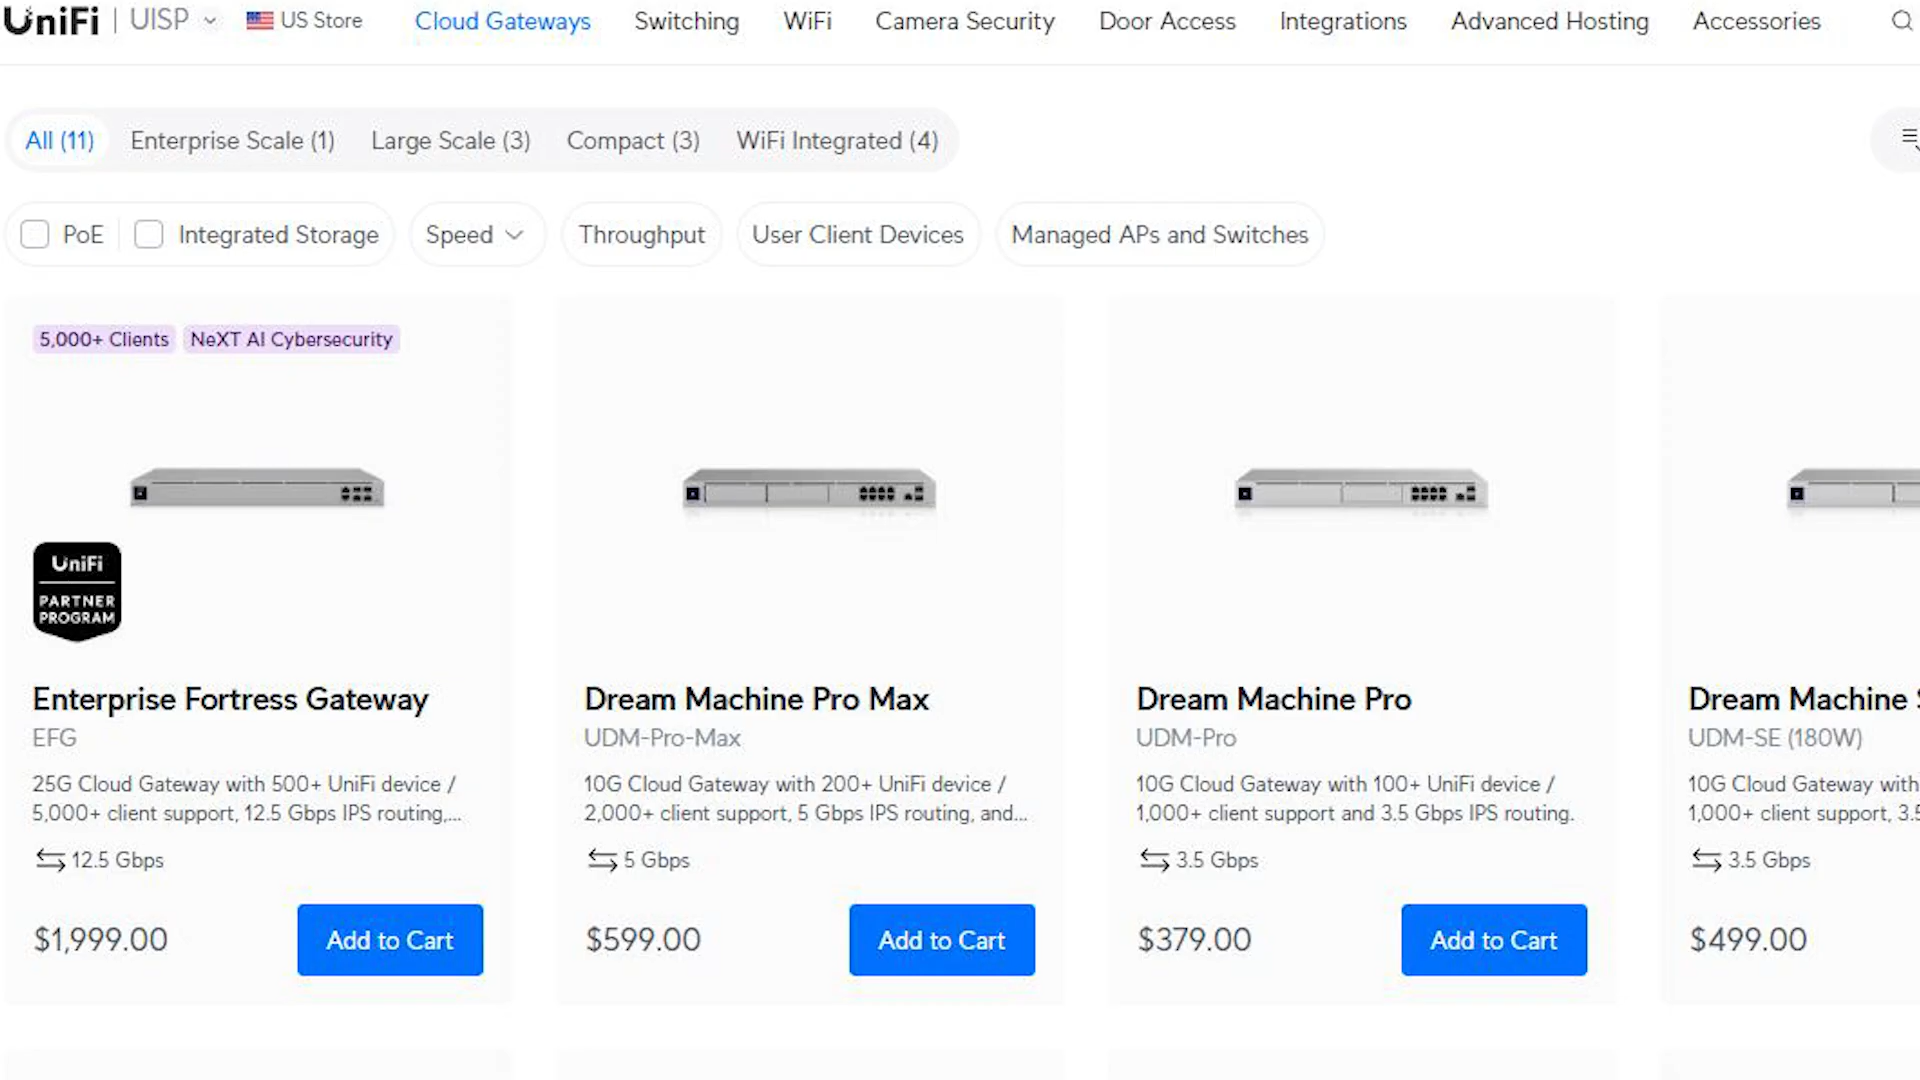 UniFi | UISP US Store Cloud Gateways Switching WiFi Camera Security Door Access Integrations Advanced Hosting Accessories
All (11) Enterprise Scale (1) Large Scale (3) Compact (3) WiFi Integrated (4)
PoE Integrated Storage Speed Throughput User Client Devices Managed APs and Switches
5,000+ Clients NeXT AI Cybersecurity
UniFi
PARTNER
PROGRAM
Enterprise Fortress Gateway
EFG
25G Cloud Gateway with 500+ UniFi device /
5,000+ client support, 12.5 Gbps IPS routing,...
12.5 Gbps
$1,999.00 Add to Cart
Dream Machine Pro Max
UDM-Pro-Max
10G Cloud Gateway with 200+ UniFi device /
2,000+ client support, 5 Gbps IPS routing, and...
5 Gbps
$599.00 Add to Cart
Dream Machine Pro
UDM-Pro
10G Cloud Gateway with 100+ UniFi device /
1,000+ client support and 3.5 Gbps IPS routing.
3.5 Gbps
$379.00 Add to Cart
Dream Machine
UDM-SE (180W)
10G Cloud Gateway with
1,000+ client support,
3.5 Gbps
$499.00